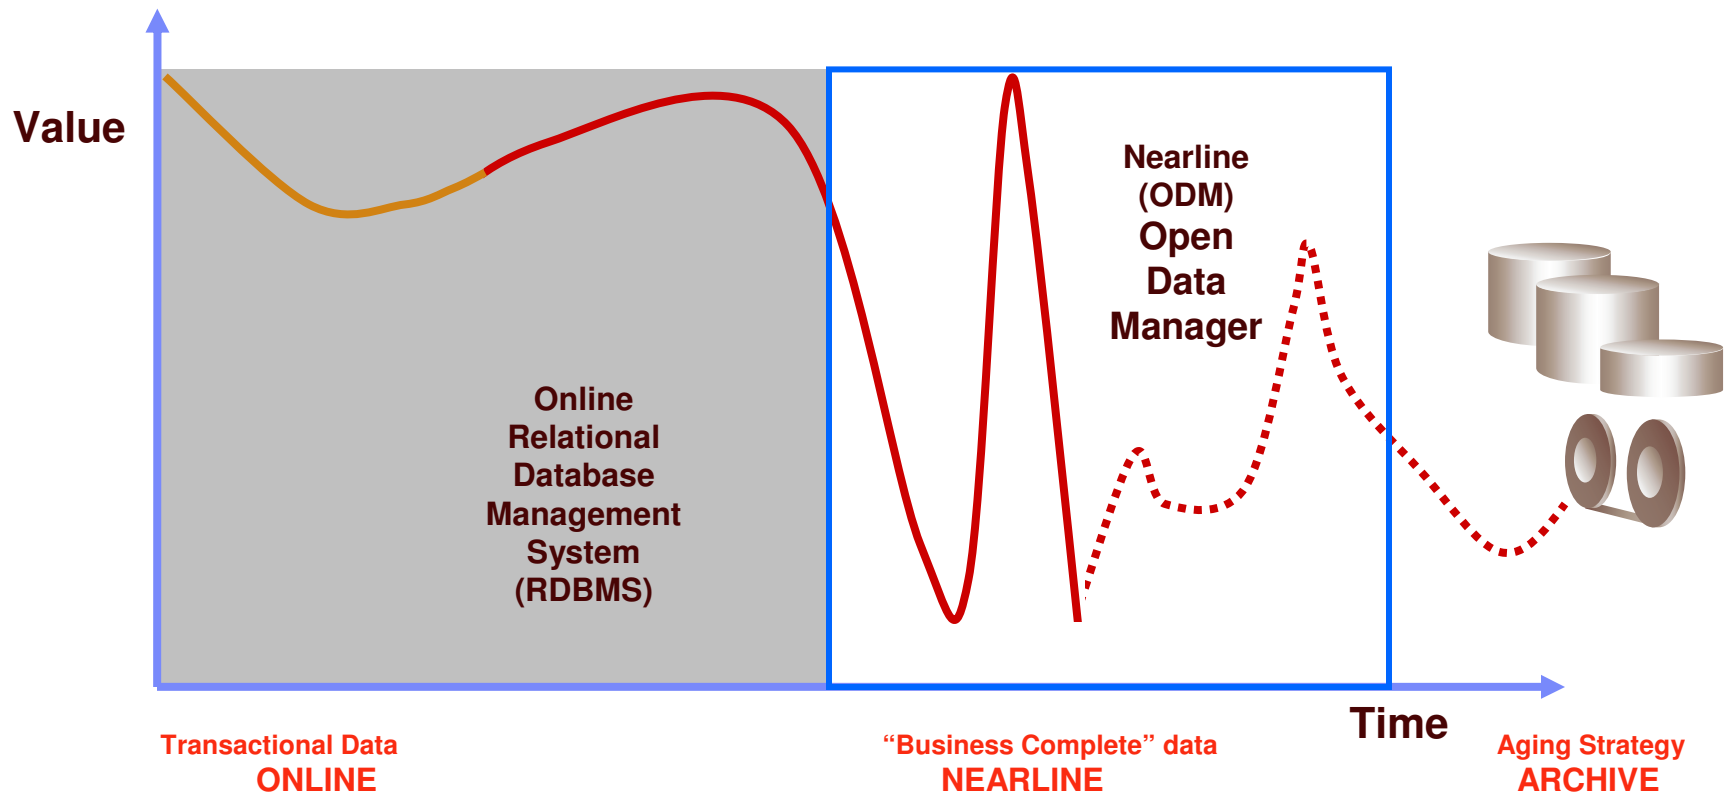 Value
Nearline
(ODM)
Open
Data
Manager
Online
Relational
Database
Management
System
(RDBMS)
Time
Transactional Data
ONLINE
“Business Complete” data
NEARLINE
Aging Strategy
ARCHIVE